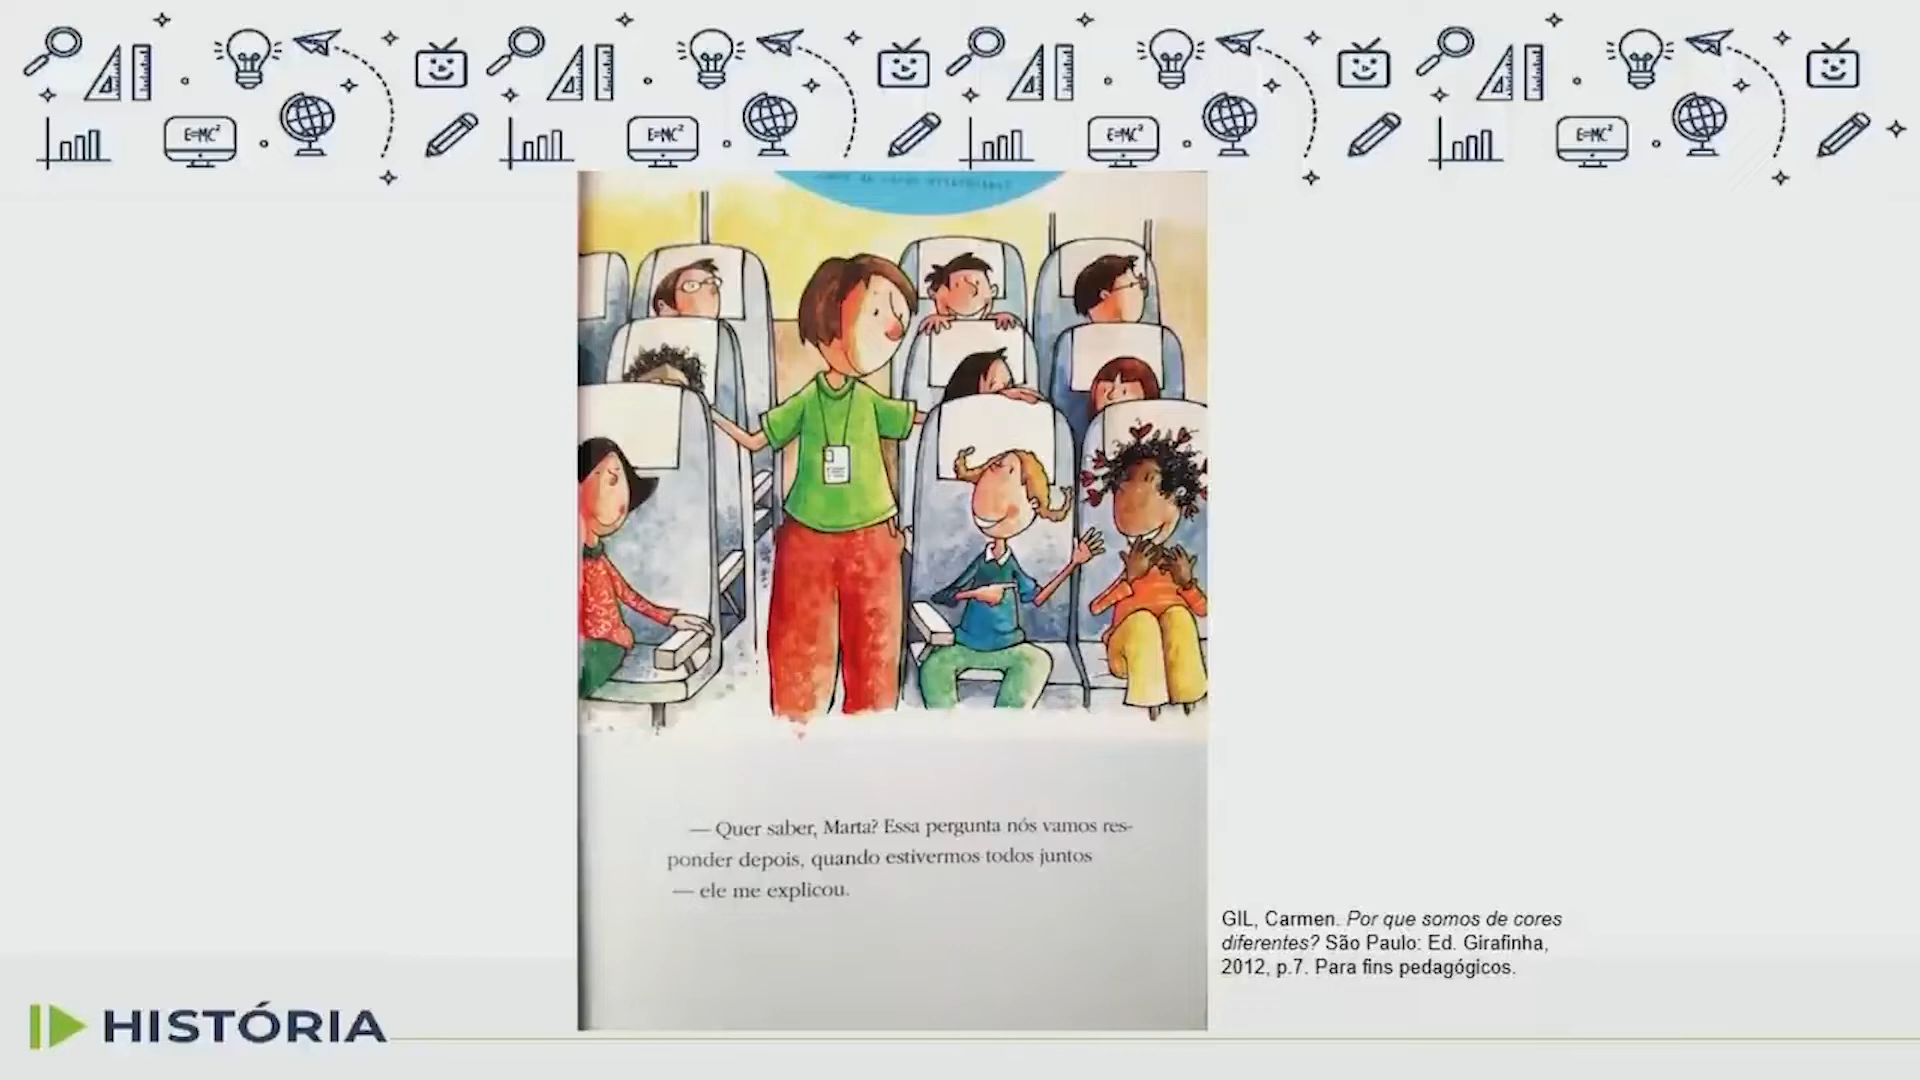 E=MC² E=MC² E=MC² E=MC²
— Quer saber, Marta? Essa pergunta nós vamos res-
ponder depois, quando estivermos todos juntos
— ele me explicou.
GIL, Carmen. Por que somos de cores
diferentes? São Paulo: Ed. Girafinha,
2012, p.7. Para fins pedagógicos.
HISTÓRIA